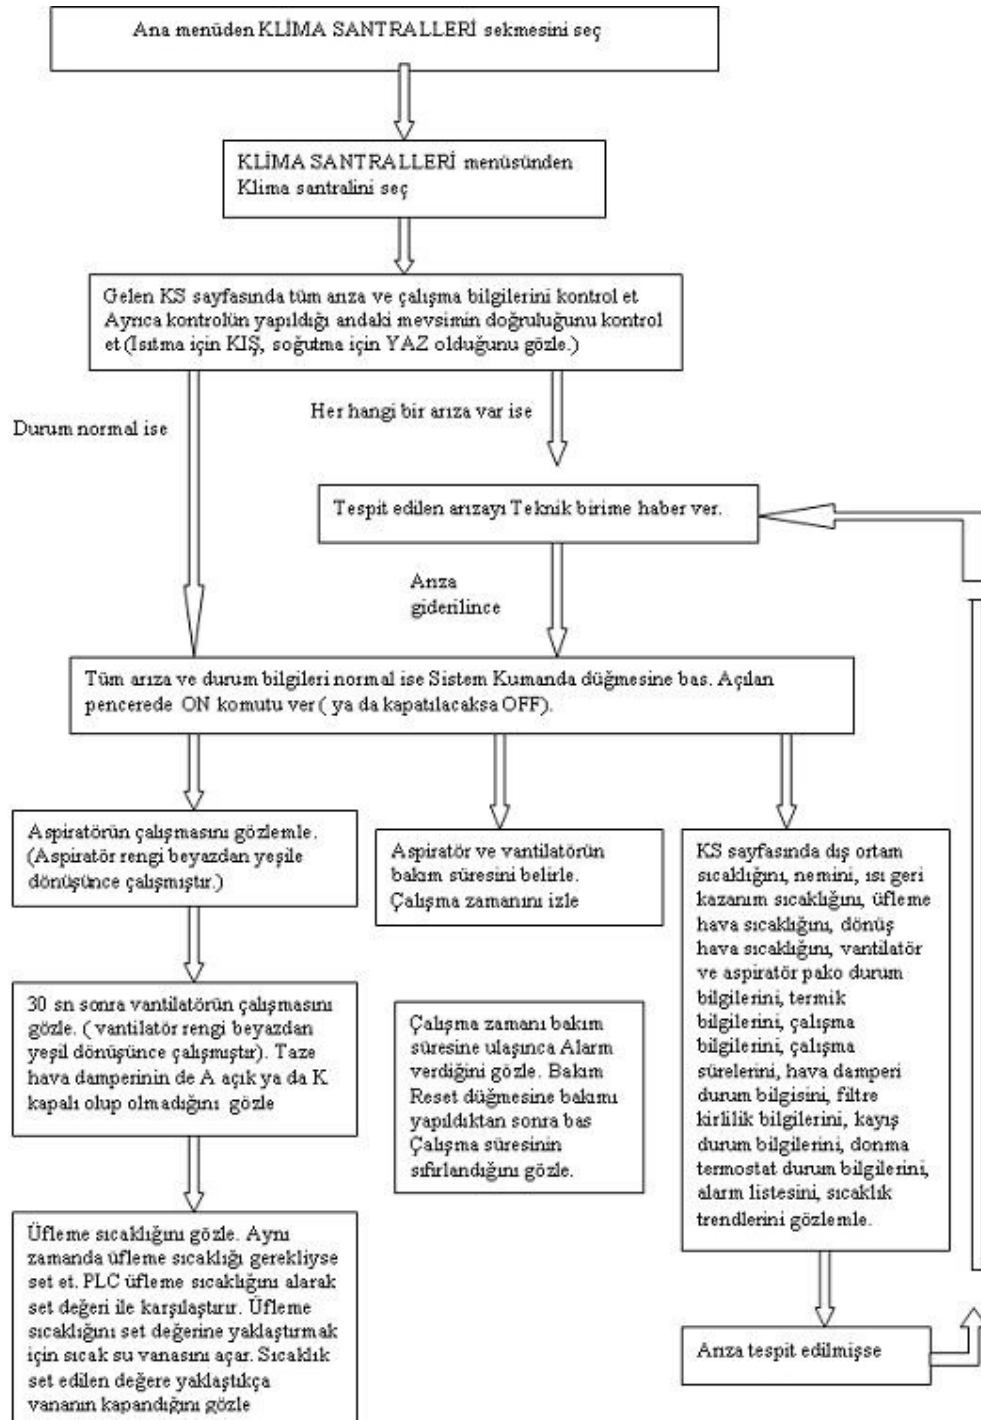 Ana menüden KLİMA SANTRALLERİ sekmesini seç
KLİMA SANTRALLERİ menüsünden
Klima santralini seç
Gelen KS sayfasında tüm arıza ve çalışma bilgilerini kontrol et
Ayrıca kontrolün yapıldığı andaki mevsimin doğruluğunu kontrol
et (Isıtma için KIŞ, soğutma için YAZ olduğunu gözle.)
Durum normal ise
Her hangi bir arıza var ise
Tespit edilen arızayı Teknik birime haber ver.
Arıza
giderilince
Tüm arıza ve durum bilgileri normal ise Sistem Kumanda düğmesine bas. Açılan
pencerede ON komutu ver ( ya da kapatılacaksa OFF).
Aspiratörün çalışmasını gözlemle.
(Aspiratör rengi beyazdan yeşile
dönüşünce çalışmıştır.)
30 sn sonra vantilatörün çalışmasını
gözle. ( vantilatör rengi beyazdan
yeşil dönüşünce çalışmıştır). Taze
hava damperinin de A açık ya da K
kapalı olup olmadığını gözle
Üfleme sıcaklığını gözle. Aynı
zamanda üfleme sıcaklığı gerekliyse
set et. PLC üfleme sıcaklığını alarak
set değeri ile karşılaştırır. Üfleme
sıcaklığını set değerine yaklaştırmak
için sıcak su vanasını açar. Sıcaklık
set edilen değere yaklaştıkça
vananın kapandığını gözle
Aspiratör ve vantilatörün
bakım süresini belirle.
Çalışma zamanını izle
Çalışma zamanı bakım
süresine ulaşınca Alarm
verdiğini gözle. Bakım
Reset düğmesine bakımı
yapıldıktan sonra bas
Çalışma süresinin
sıfırlandığını gözle.
KS sayfasında dış ortam
sıcaklığını, nemini, ısı geri
kazanım sıcaklığını, üfleme
hava sıcaklığını, dönüş
hava sıcaklığını, vantilatör
ve aspiratör pako durum
bilgilerini, termik
bilgilerini, çalışma
bilgilerini, çalışma
sürelerini, hava damperi
durum bilgisini, filtre
kirlilik bilgilerini, kayış
durum bilgilerini, donma
termostat durum bilgilerini,
alarm listesini, sıcaklık
trendlerini gözlemle.
Arıza tespit edilmişse